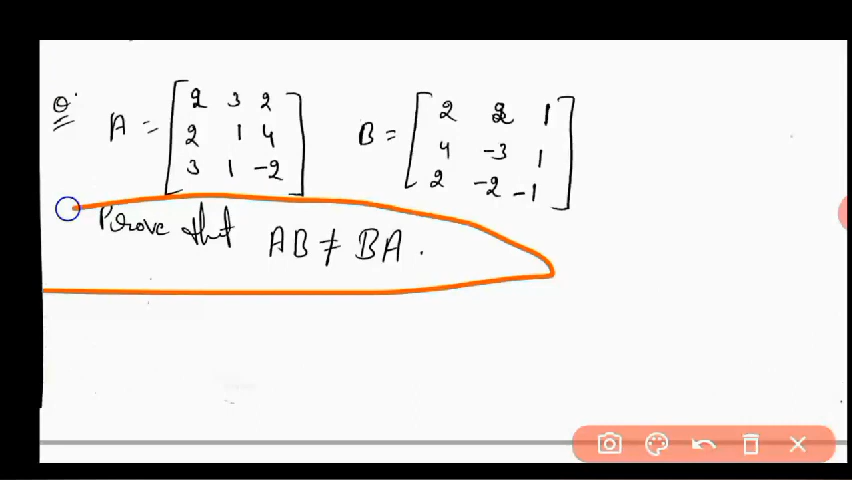 Q. A = [2 3 2 B = [2 2 1
2 1 4 4 -3 1
3 1 -2] 2 -2 -1]
Prove that AB ≠ BA.